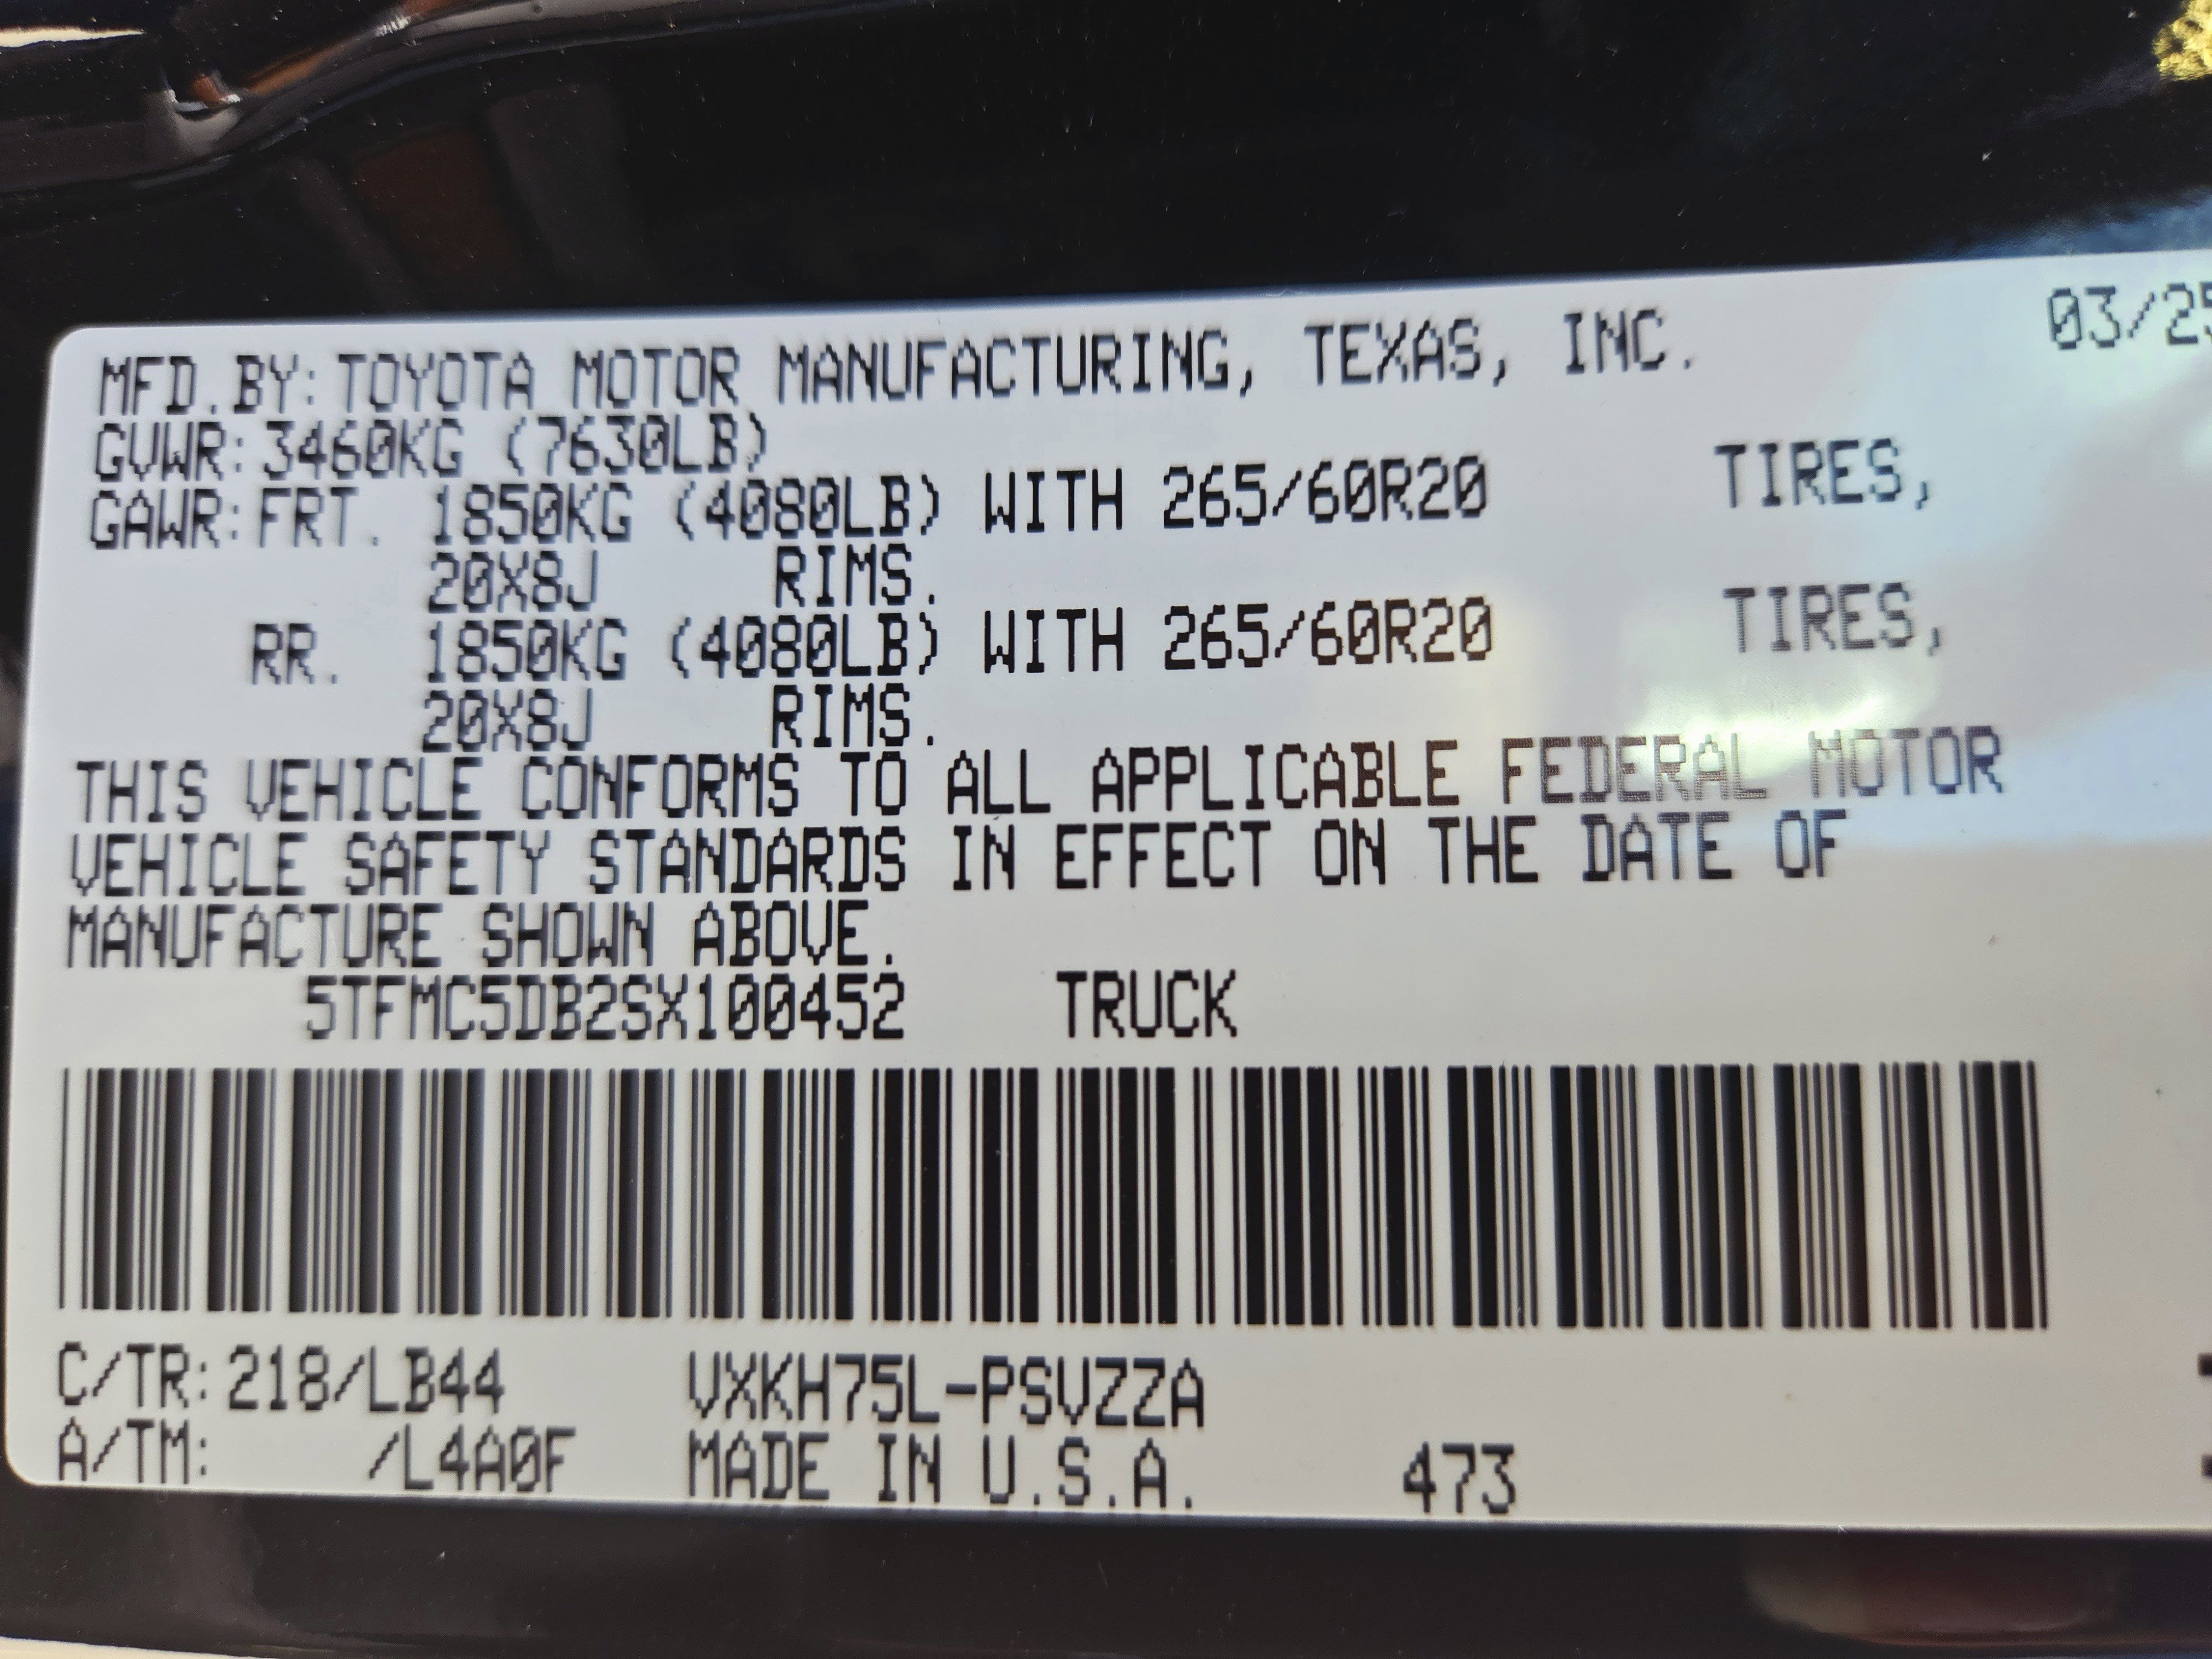 03/25
MFD.BY: TOYOTA MOTOR MANUFACTURING, TEXAS, INC.
GVWR: 3460KG (7630LB)
GAWR: FRT. 1850KG (4080LB) WITH 265/60R20 TIRES,
20X8J RIMS.
RR. 1850KG (4080LB) WITH 265/60R20 TIRES,
20X8J RIMS.
THIS VEHICLE CONFORMS TO ALL APPLICABLE FEDERAL MOTOR
VEHICLE SAFETY STANDARDS IN EFFECT ON THE DATE OF
MANUFACTURE SHOWN ABOVE.
5TFMC5DB2SX100452 TRUCK
C/TR: 218/LB44 VXKH75L-PSVZZA
A/TM: /L4A0F MADE IN U.S.A. 473